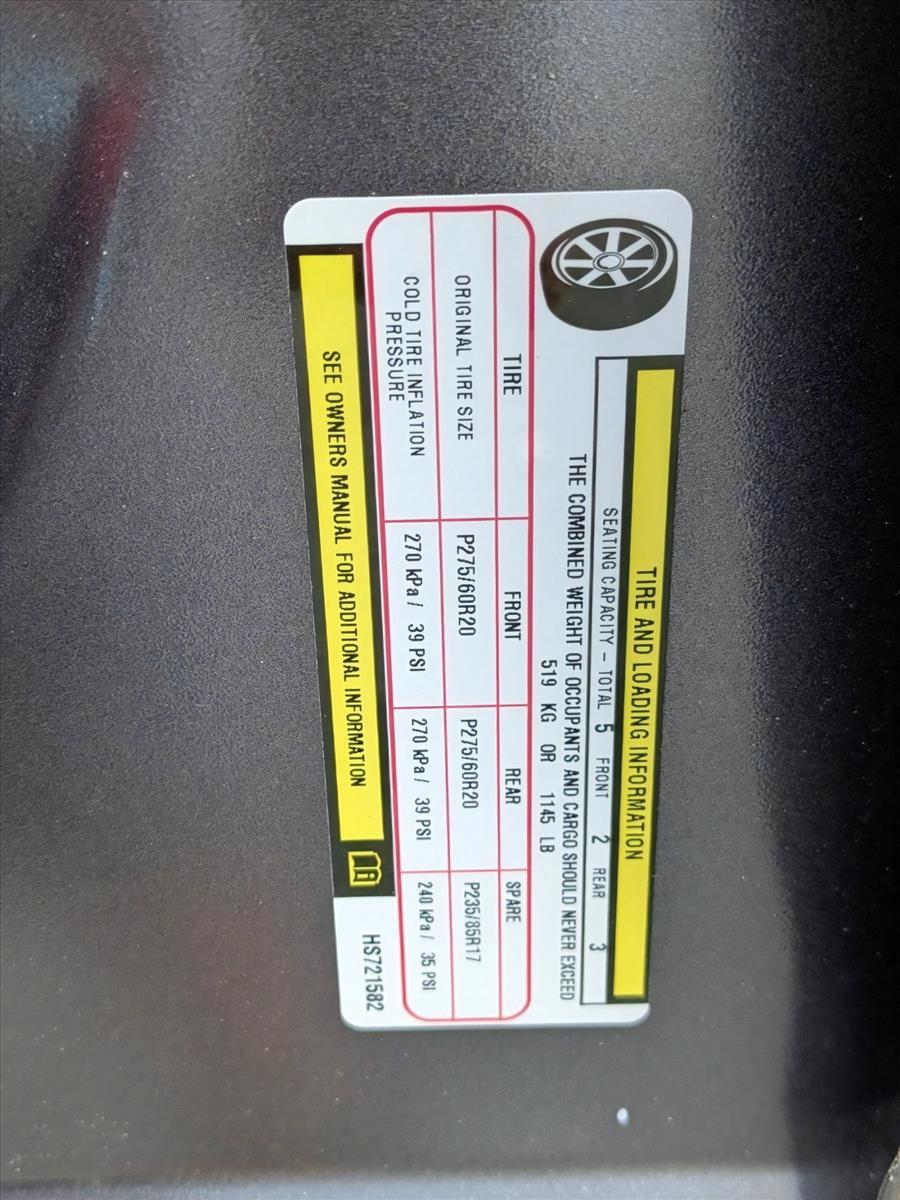 TIRE AND LOADING INFORMATION
SEATING CAPACITY – TOTAL 5 FRONT 2 REAR 3
THE COMBINED WEIGHT OF OCCUPANTS AND CARGO SHOULD NEVER EXCEED
519 KG OR 1145 LB
TIRE FRONT REAR SPARE
ORIGINAL TIRE SIZE P275/60R20 P275/60R20 P235/85R17
COLD TIRE INFLATION
PRESSURE 270 kPa / 39 PSI 270 kPa / 39 PSI 240 kPa / 35 PSI
SEE OWNERS MANUAL FOR ADDITIONAL INFORMATION
HS721582